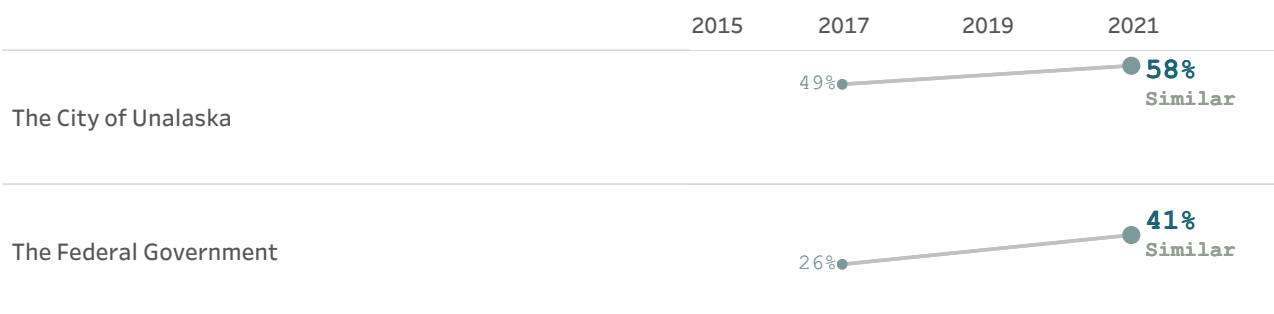 2015 2017 2019 2021
49% 58%
Similar
The City of Unalaska
41%
Similar
The Federal Government
26%